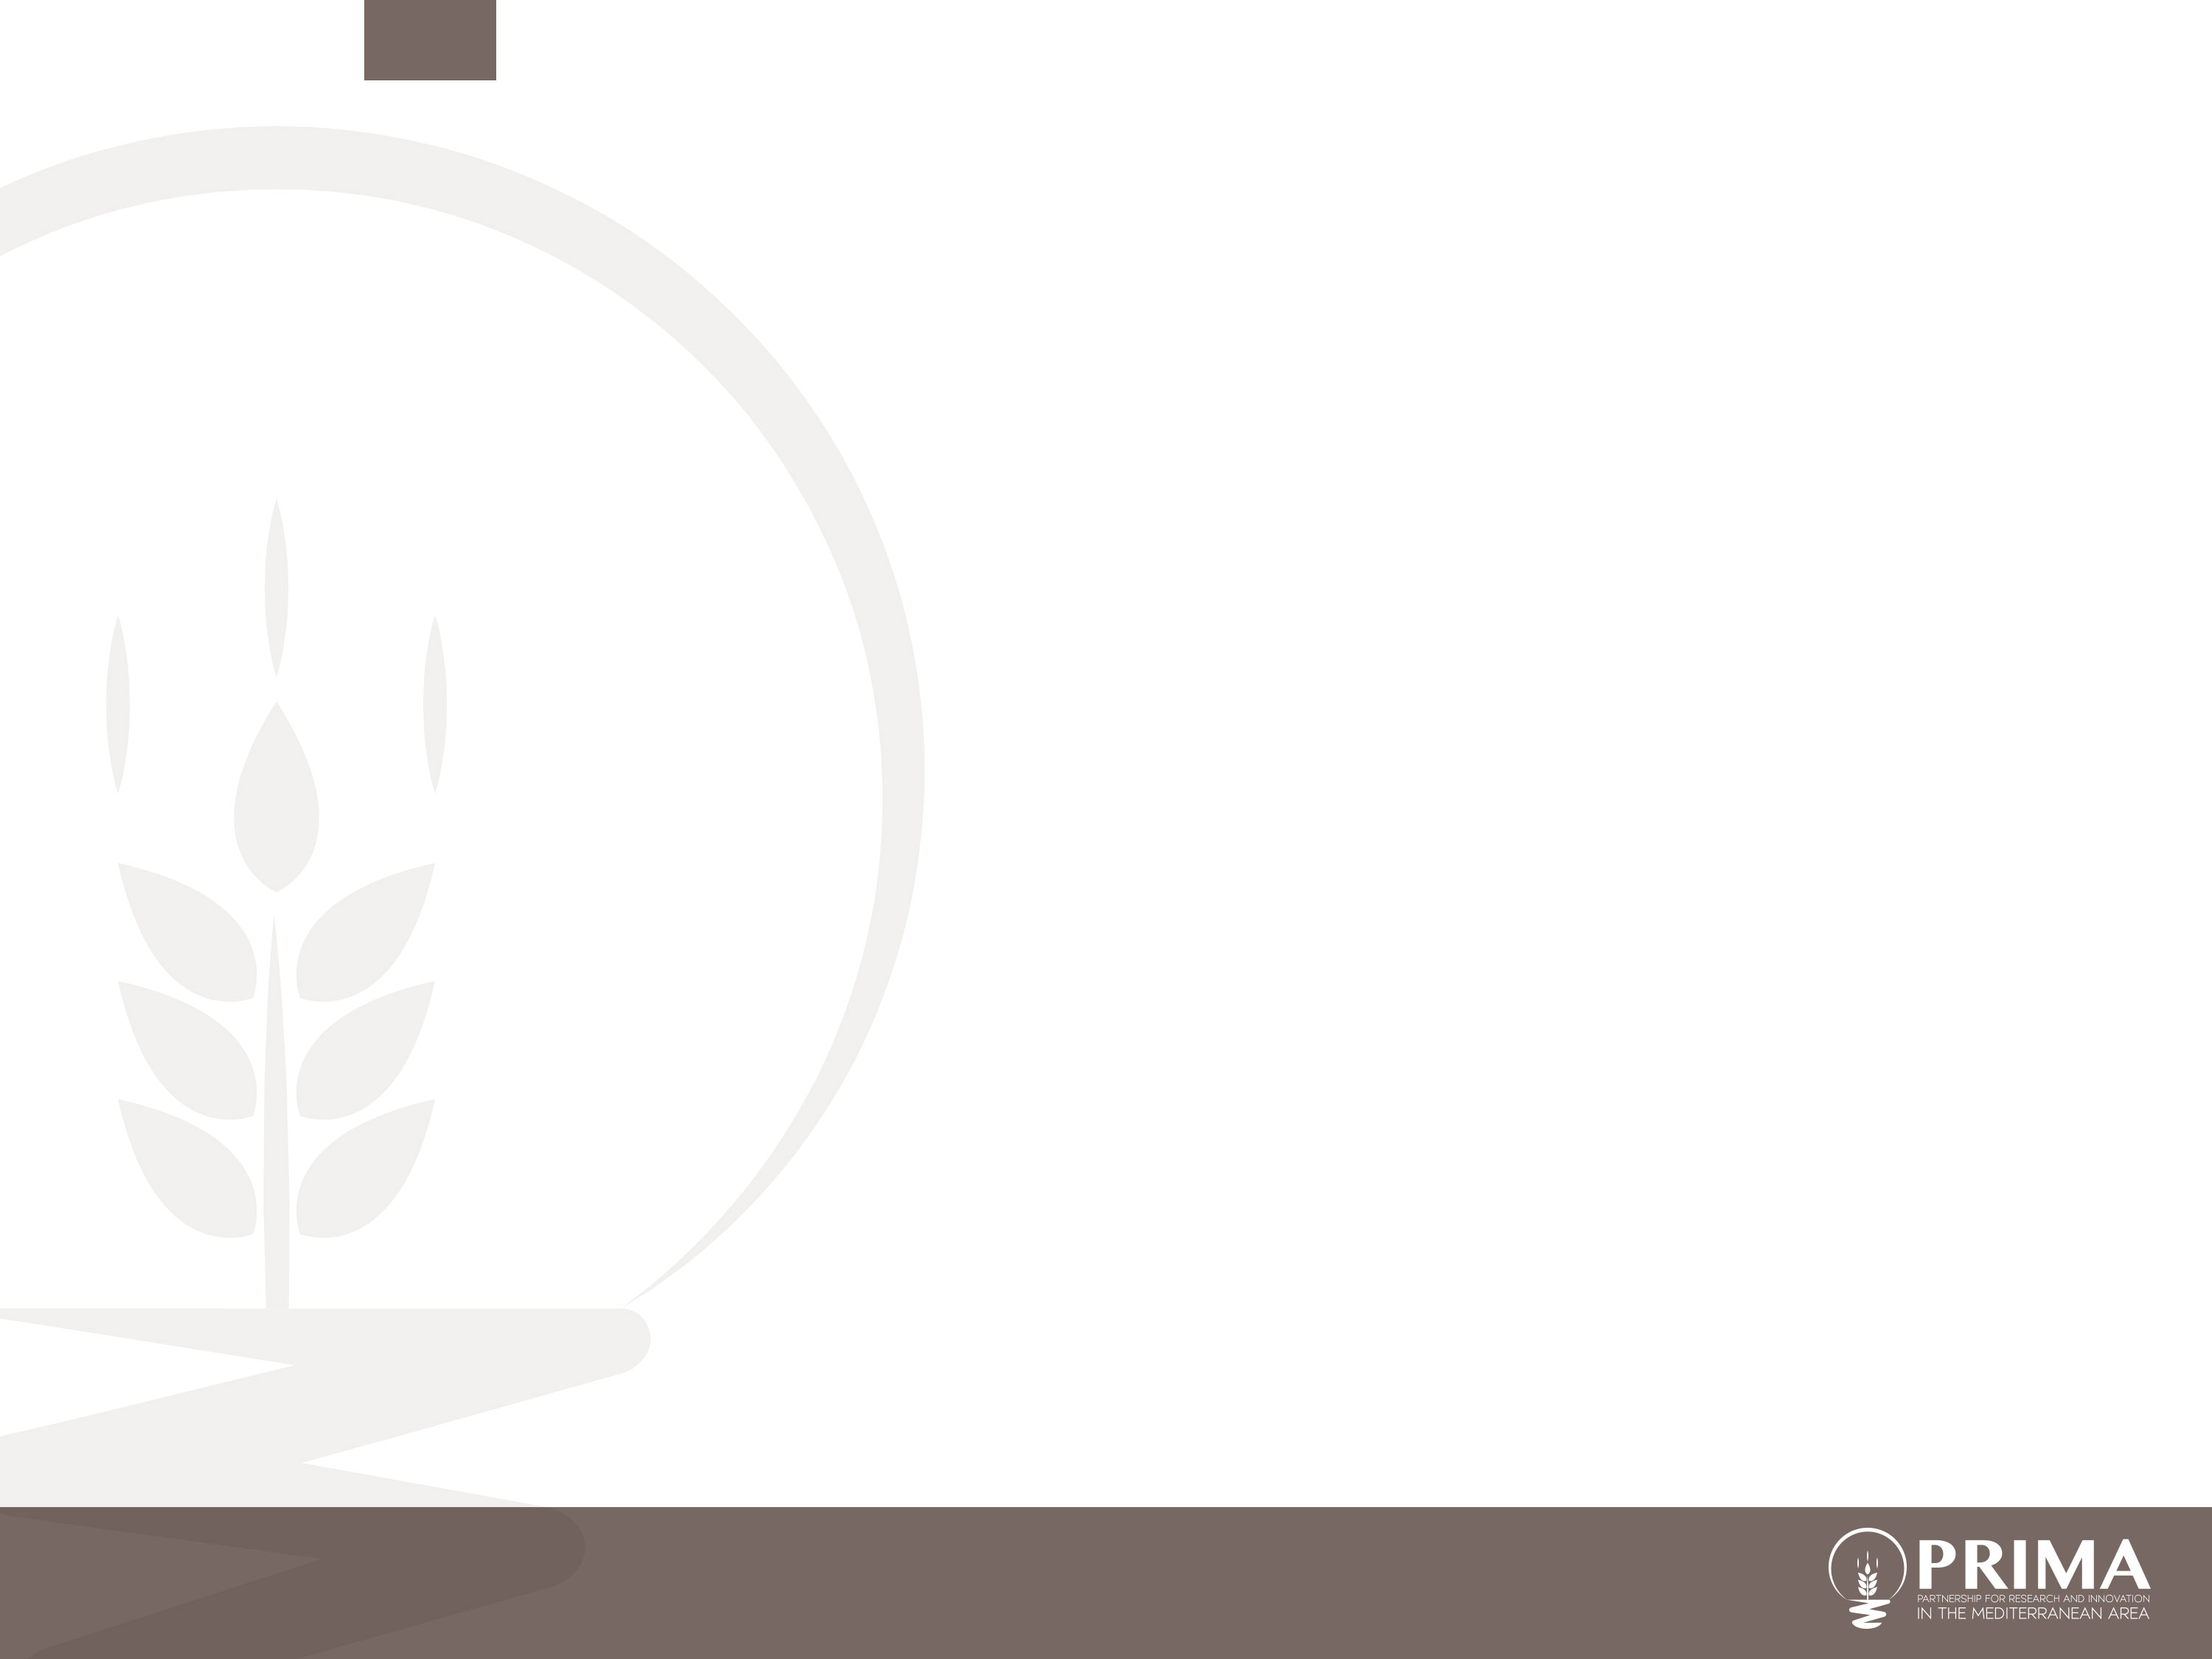 PRIMA
PARTNERSHIP FOR RESEARCH AND INNOVATION
IN THE MEDITERRANEAN AREA